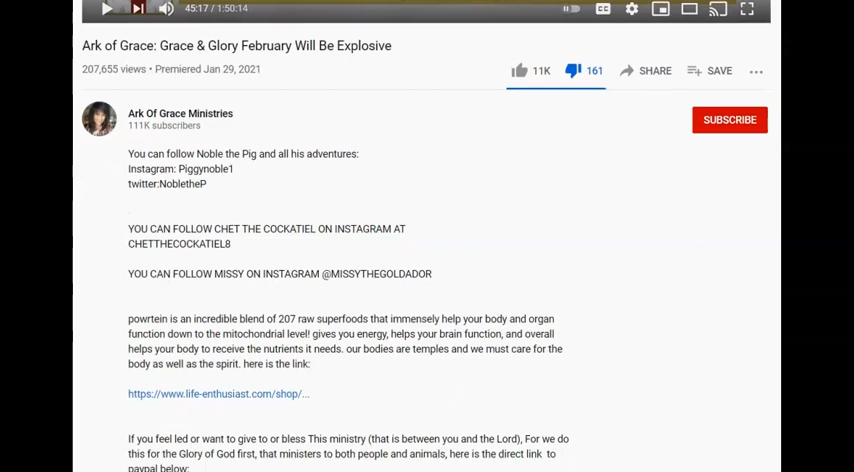 45:17 / 1:50:14
Ark of Grace: Grace & Glory February Will Be Explosive
207,655 views • Premiered Jan 29, 2021
11K 161 SHARE SAVE
Ark Of Grace Ministries
111K subscribers
SUBSCRIBE
You can follow Noble the Pig and all his adventures:
Instagram: Piggynoble1
twitter:NobletheP
YOU CAN FOLLOW CHET THE COCKATIEL ON INSTAGRAM AT
CHETTHECOCKATIEL8
YOU CAN FOLLOW MISSY ON INSTAGRAM @MISSYTHEGOLDADOR
powrtein is an incredible blend of 207 raw superfoods that immensely help your body and organ
function down to the mitochondrial level! gives you energy, helps your brain function, and overall
helps your body to receive the nutrients it needs. our bodies are temples and we must care for the
body as well as the spirit. here is the link:
https://www.life-enthusiast.com/shop/...
If you feel led or want to give to or bless This ministry (that is between you and the Lord), For we do
this for the Glory of God first, that ministers to both people and animals, here is the direct link to
paypal below: